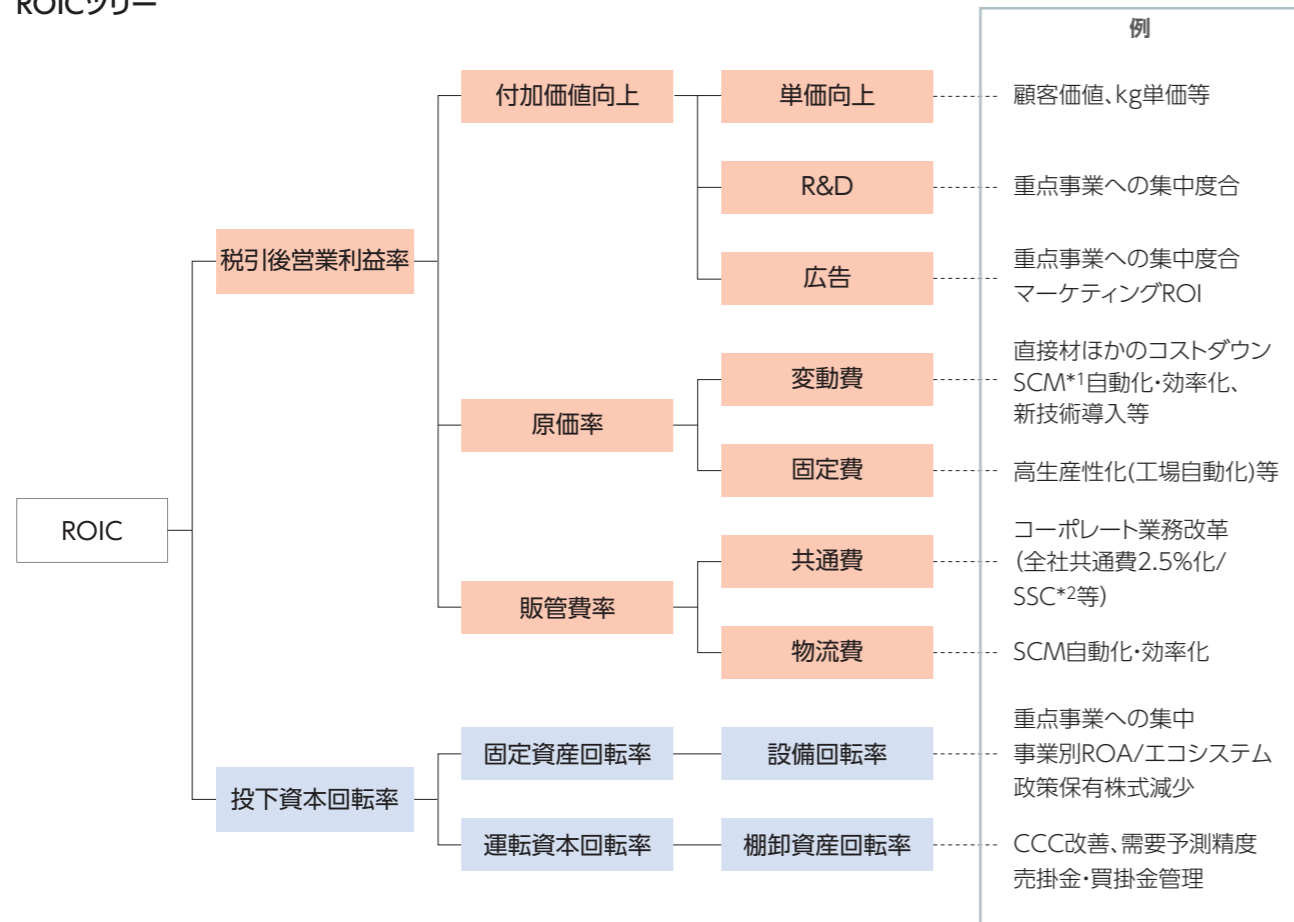 ROICツリー
例
付加価値向上
単価向上
顧客価値、kg単価等
R&D
重点事業への集中度合
税引後営業利益率
広告
重点事業への集中度合
マーケティングROI
変動費
直接材ほかのコストダウン
SCM*1自動化・効率化、
新技術導入等
原価率
固定費
高生産性化(工場自動化)等
ROIC
共通費
コーポレート業務改革
(全社共通費2.5%化/
SSC*2等)
販管費率
物流費
SCM自動化・効率化
固定資産回転率
設備回転率
重点事業への集中
事業別ROA/エコシステム
政策保有株式減少
投下資本回転率
運転資本回転率
棚卸資産回転率
CCC改善、需要予測精度
売掛金・買掛金管理